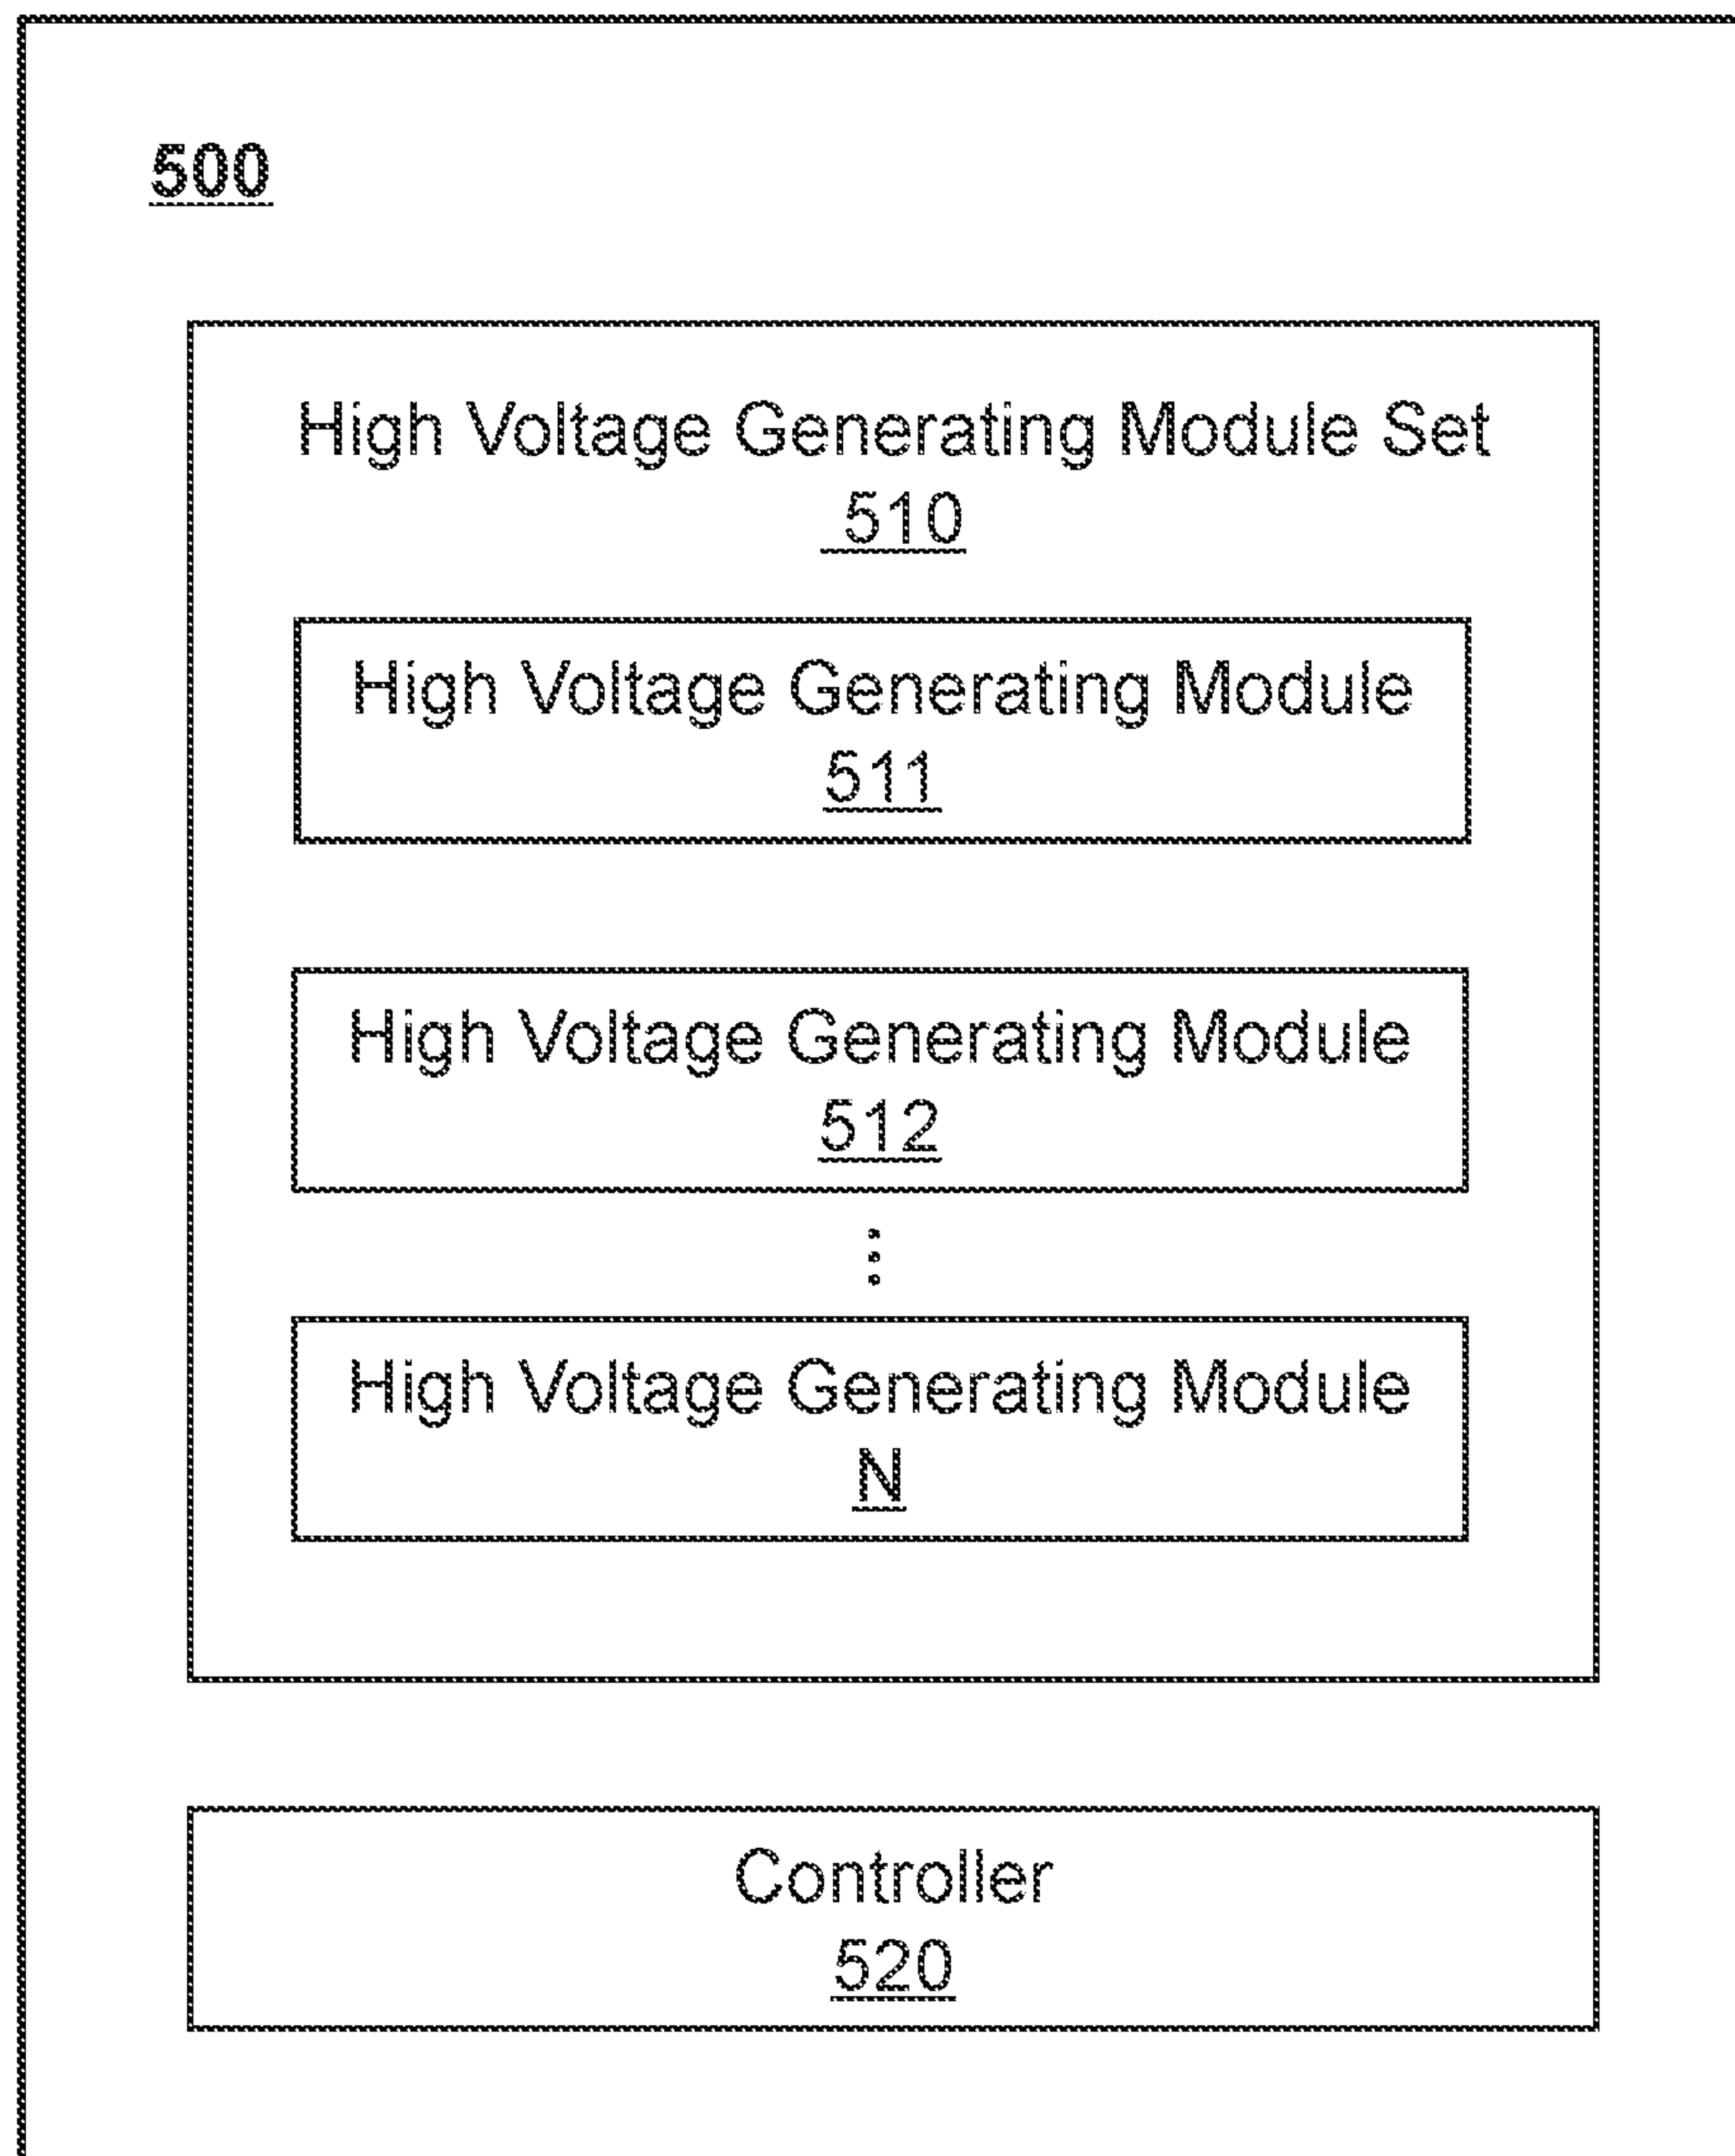 500
High Voltage Generating Module Set
510
High Voltage Generating Module
511
High Voltage Generating Module
512
⋮
High Voltage Generating Module
N
Controller
520